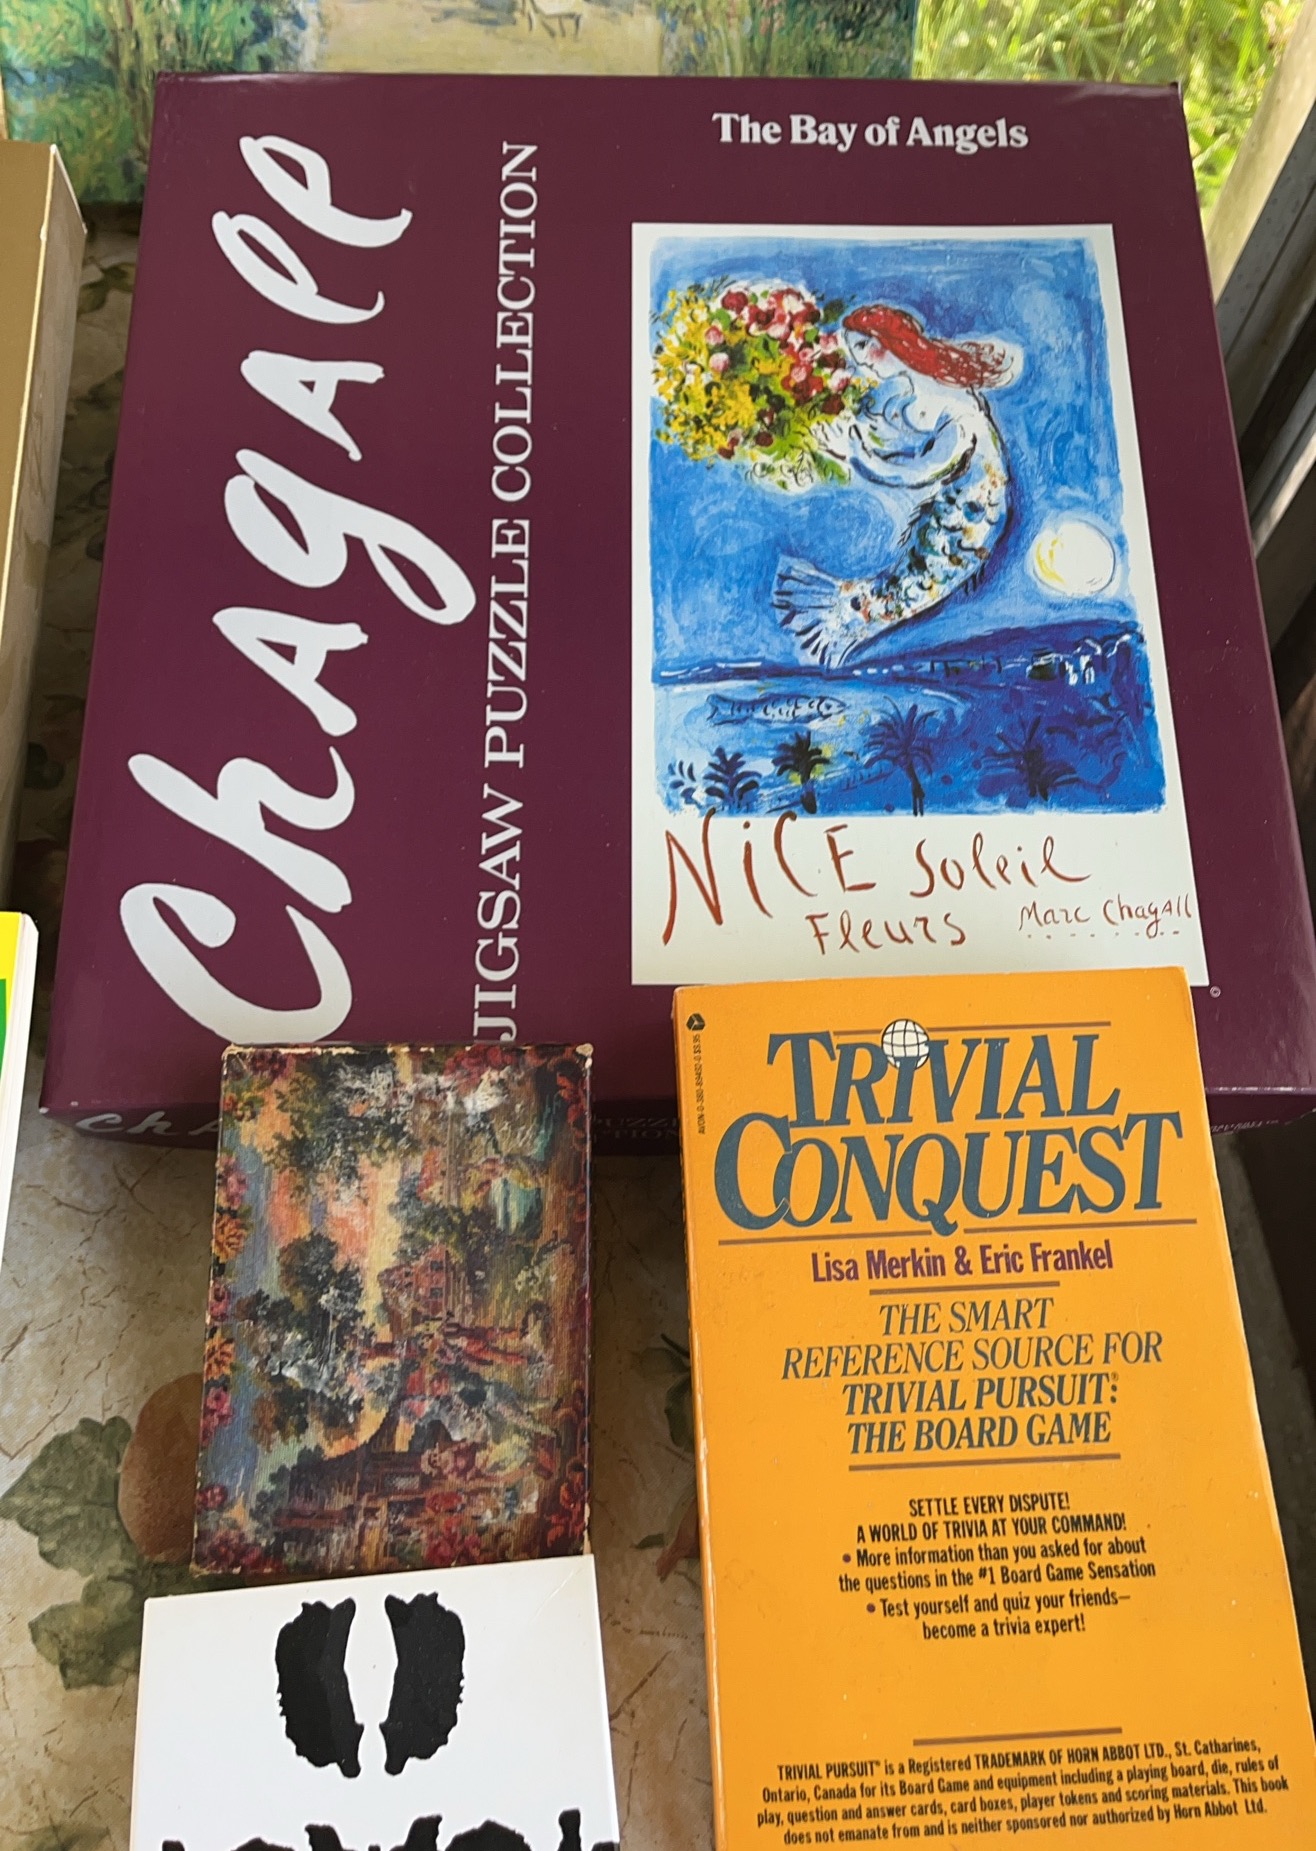 The Bay of Angels
Chagall
JIGSAW PUZZLE COLLECTION
NiCE Soleil
Fleurs
Marc Chagall
AVON
TRIVIAL
CONQUEST
Lisa Merkin & Eric Frankel
THE SMART
REFERENCE SOURCE FOR
TRIVIAL PURSUIT®:
THE BOARD GAME
SETTLE EVERY DISPUTE!
A WORLD OF TRIVIA AT YOUR COMMAND!
• More information than you asked for about
the questions in the #1 Board Game Sensation
• Test yourself and quiz your friends—
become a trivia expert!
TRIVIAL PURSUIT® is a Registered TRADEMARK OF HORN ABBOT LTD., St. Catharines,
Ontario, Canada for its Board Game and equipment including a playing board, die, rules of
play, question and answer cards, card boxes, player tokens and scoring materials. This book
does not emanate from and is neither sponsored nor authorized by Horn Abbot Ltd.